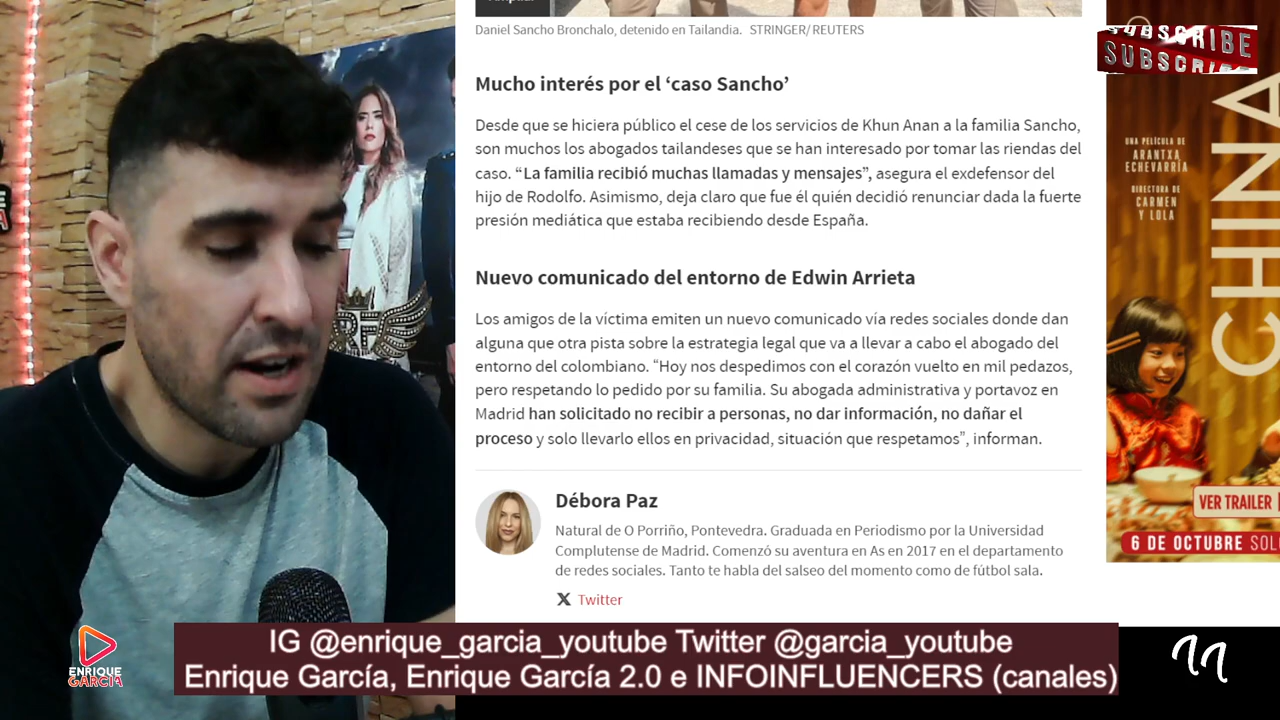 Daniel Sancho Bronchalo, detenido en Tailandia. STRINGER/ REUTERS
Mucho interés por el ‘caso Sancho’
Desde que se hiciera público el cese de los servicios de Khun Anan a la familia Sancho,
son muchos los abogados tailandeses que se han interesado por tomar las riendas del
caso. “La familia recibió muchas llamadas y mensajes”, asegura el exdefensor del
hijo de Rodolfo. Asimismo, deja claro que fue él quién decidió renunciar dada la fuerte
presión mediática que estaba recibiendo desde España.
Nuevo comunicado del entorno de Edwin Arrieta
Los amigos de la víctima emiten un nuevo comunicado vía redes sociales donde dan
alguna que otra pista sobre la estrategia legal que va a llevar a cabo el abogado del
entorno del colombiano. “Hoy nos despedimos con el corazón vuelto en mil pedazos,
pero respetando lo pedido por su familia. Su abogada administrativa y portavoz en
Madrid han solicitado no recibir a personas, no dar información, no dañar el
proceso y solo llevarlo ellos en privacidad, situación que respetamos”, informan.
Débora Paz
Natural de O Porriño, Pontevedra. Graduada en Periodismo por la Universidad
Complutense de Madrid. Comenzó su aventura en As en 2017 en el departamento
de redes sociales. Tanto te habla del salseo del momento como de fútbol sala.
X Twitter
SUBSCRIBE
SUBSCRIBE
UNA PELÍCULA DE
ARANTXA
ECHEVARRÍA
DIRECTORA DE
CARMEN
Y LOLA
CHINA
VER TRAILER
6 DE OCTUBRE SOL
ENRIQUE
GARCÍA
IG @enrique_garcia_youtube Twitter @garcia_youtube
Enrique García, Enrique García 2.0 e INFOINFLUENCERS (canales)